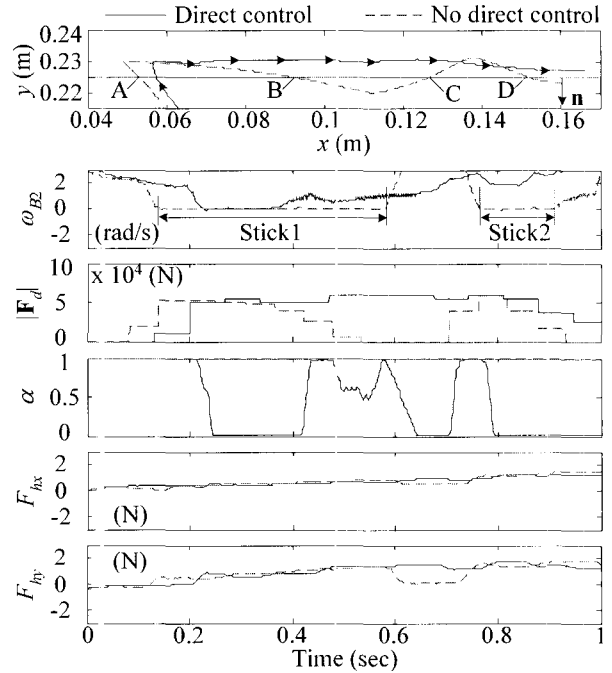 Direct control No direct control
0.24
0.23
0.22
y (m)
A B C D n
0.04 0.06 0.08 0.10 0.12 0.14 0.16
x (m)
ω_B2
2
0
-2
(rad/s) Stick1 Stick2
|F_d|
10
5
0
x 10⁴ (N)
α
1
0.5
0
F_hx
2
0
-2
(N)
F_hy
2
0
-2
(N)
0 0.2 0.4 0.6 0.8 1
Time (sec)